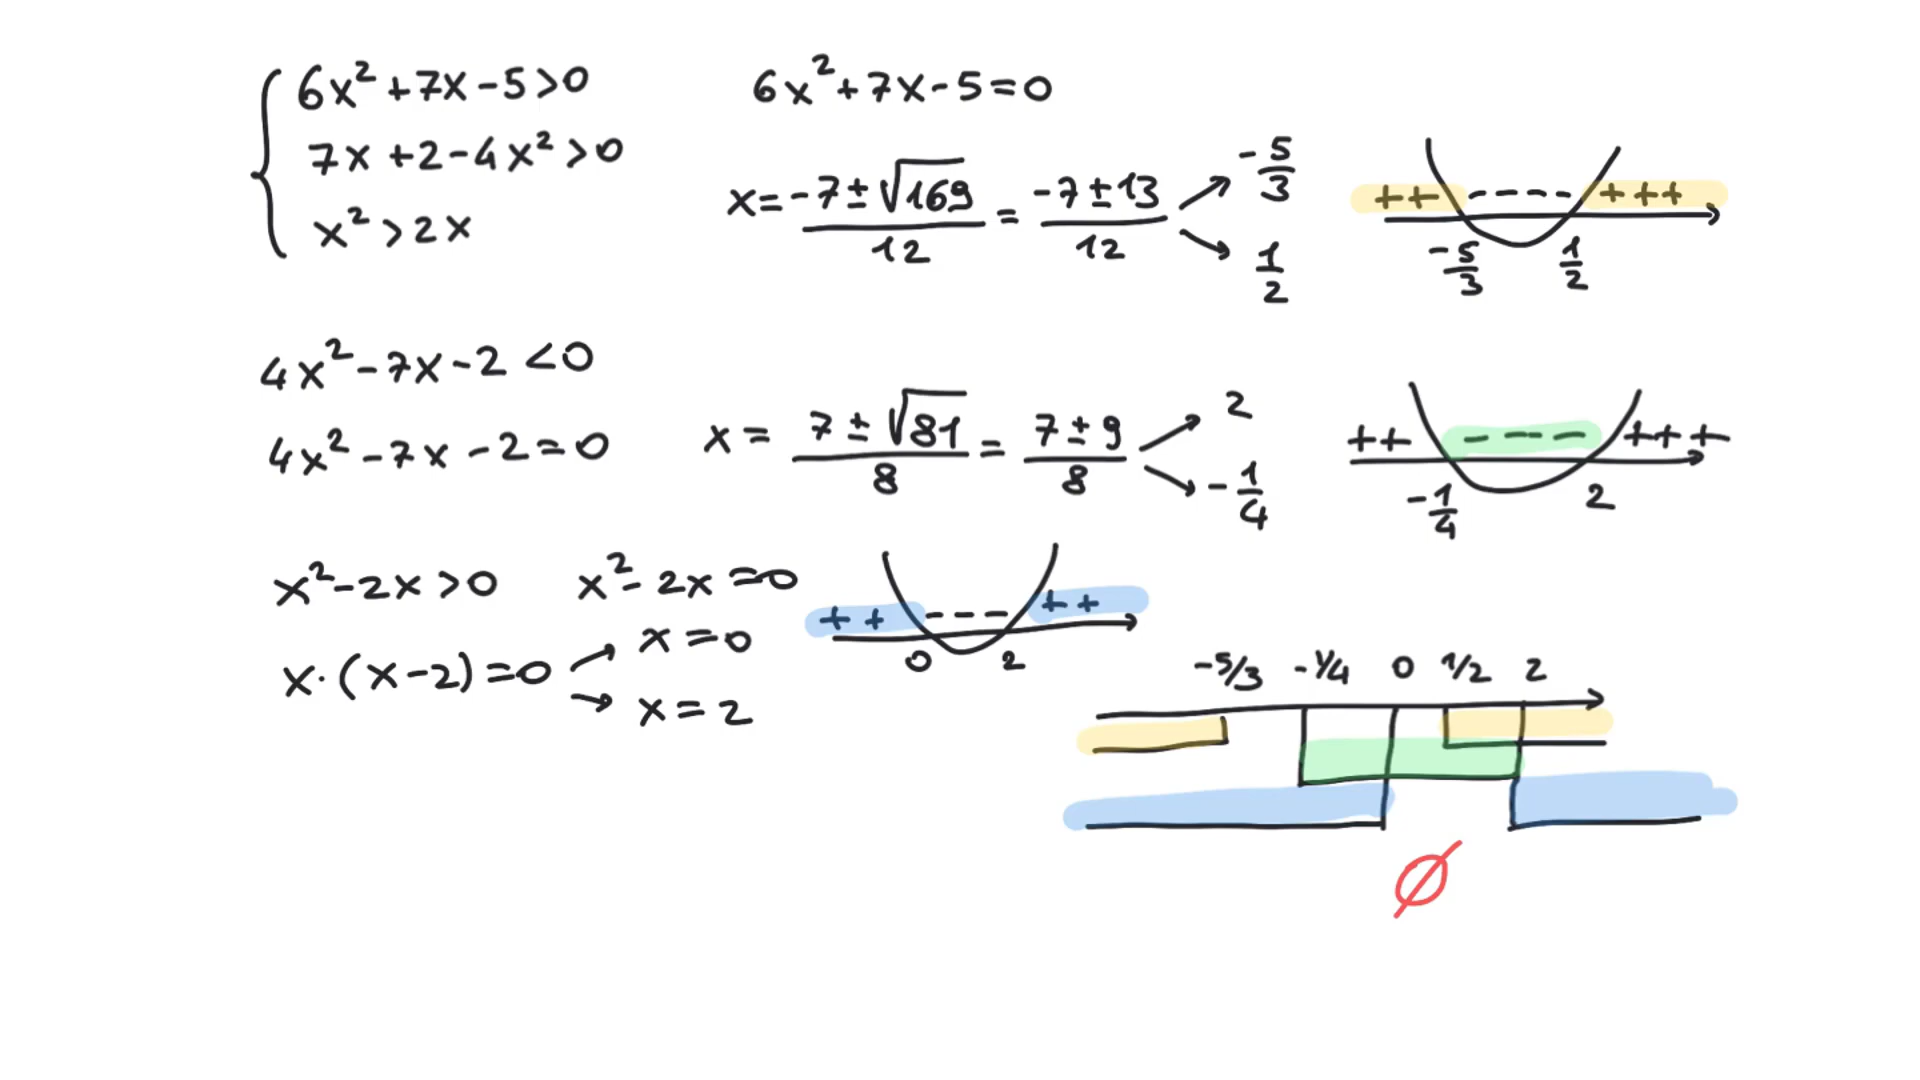 { 6x² + 7x - 5 > 0
7x + 2 - 4x² > 0
x² > 2x
6x² + 7x - 5 = 0
x = (-7 ± √169)/12 = (-7 ± 13)/12 → -5/3
→ 1/2
++ ----- +++
-5/3 1/2
4x² - 7x - 2 < 0
4x² - 7x - 2 = 0
x = (7 ± √81)/8 = (7 ± 9)/8 → 2
→ -1/4
++ ---- +++
-1/4 2
x² - 2x > 0
x² - 2x = 0
x · (x - 2) = 0 → x = 0
→ x = 2
++ --- ++
0 2
-5/3 -1/4 0 1/2 2
∅